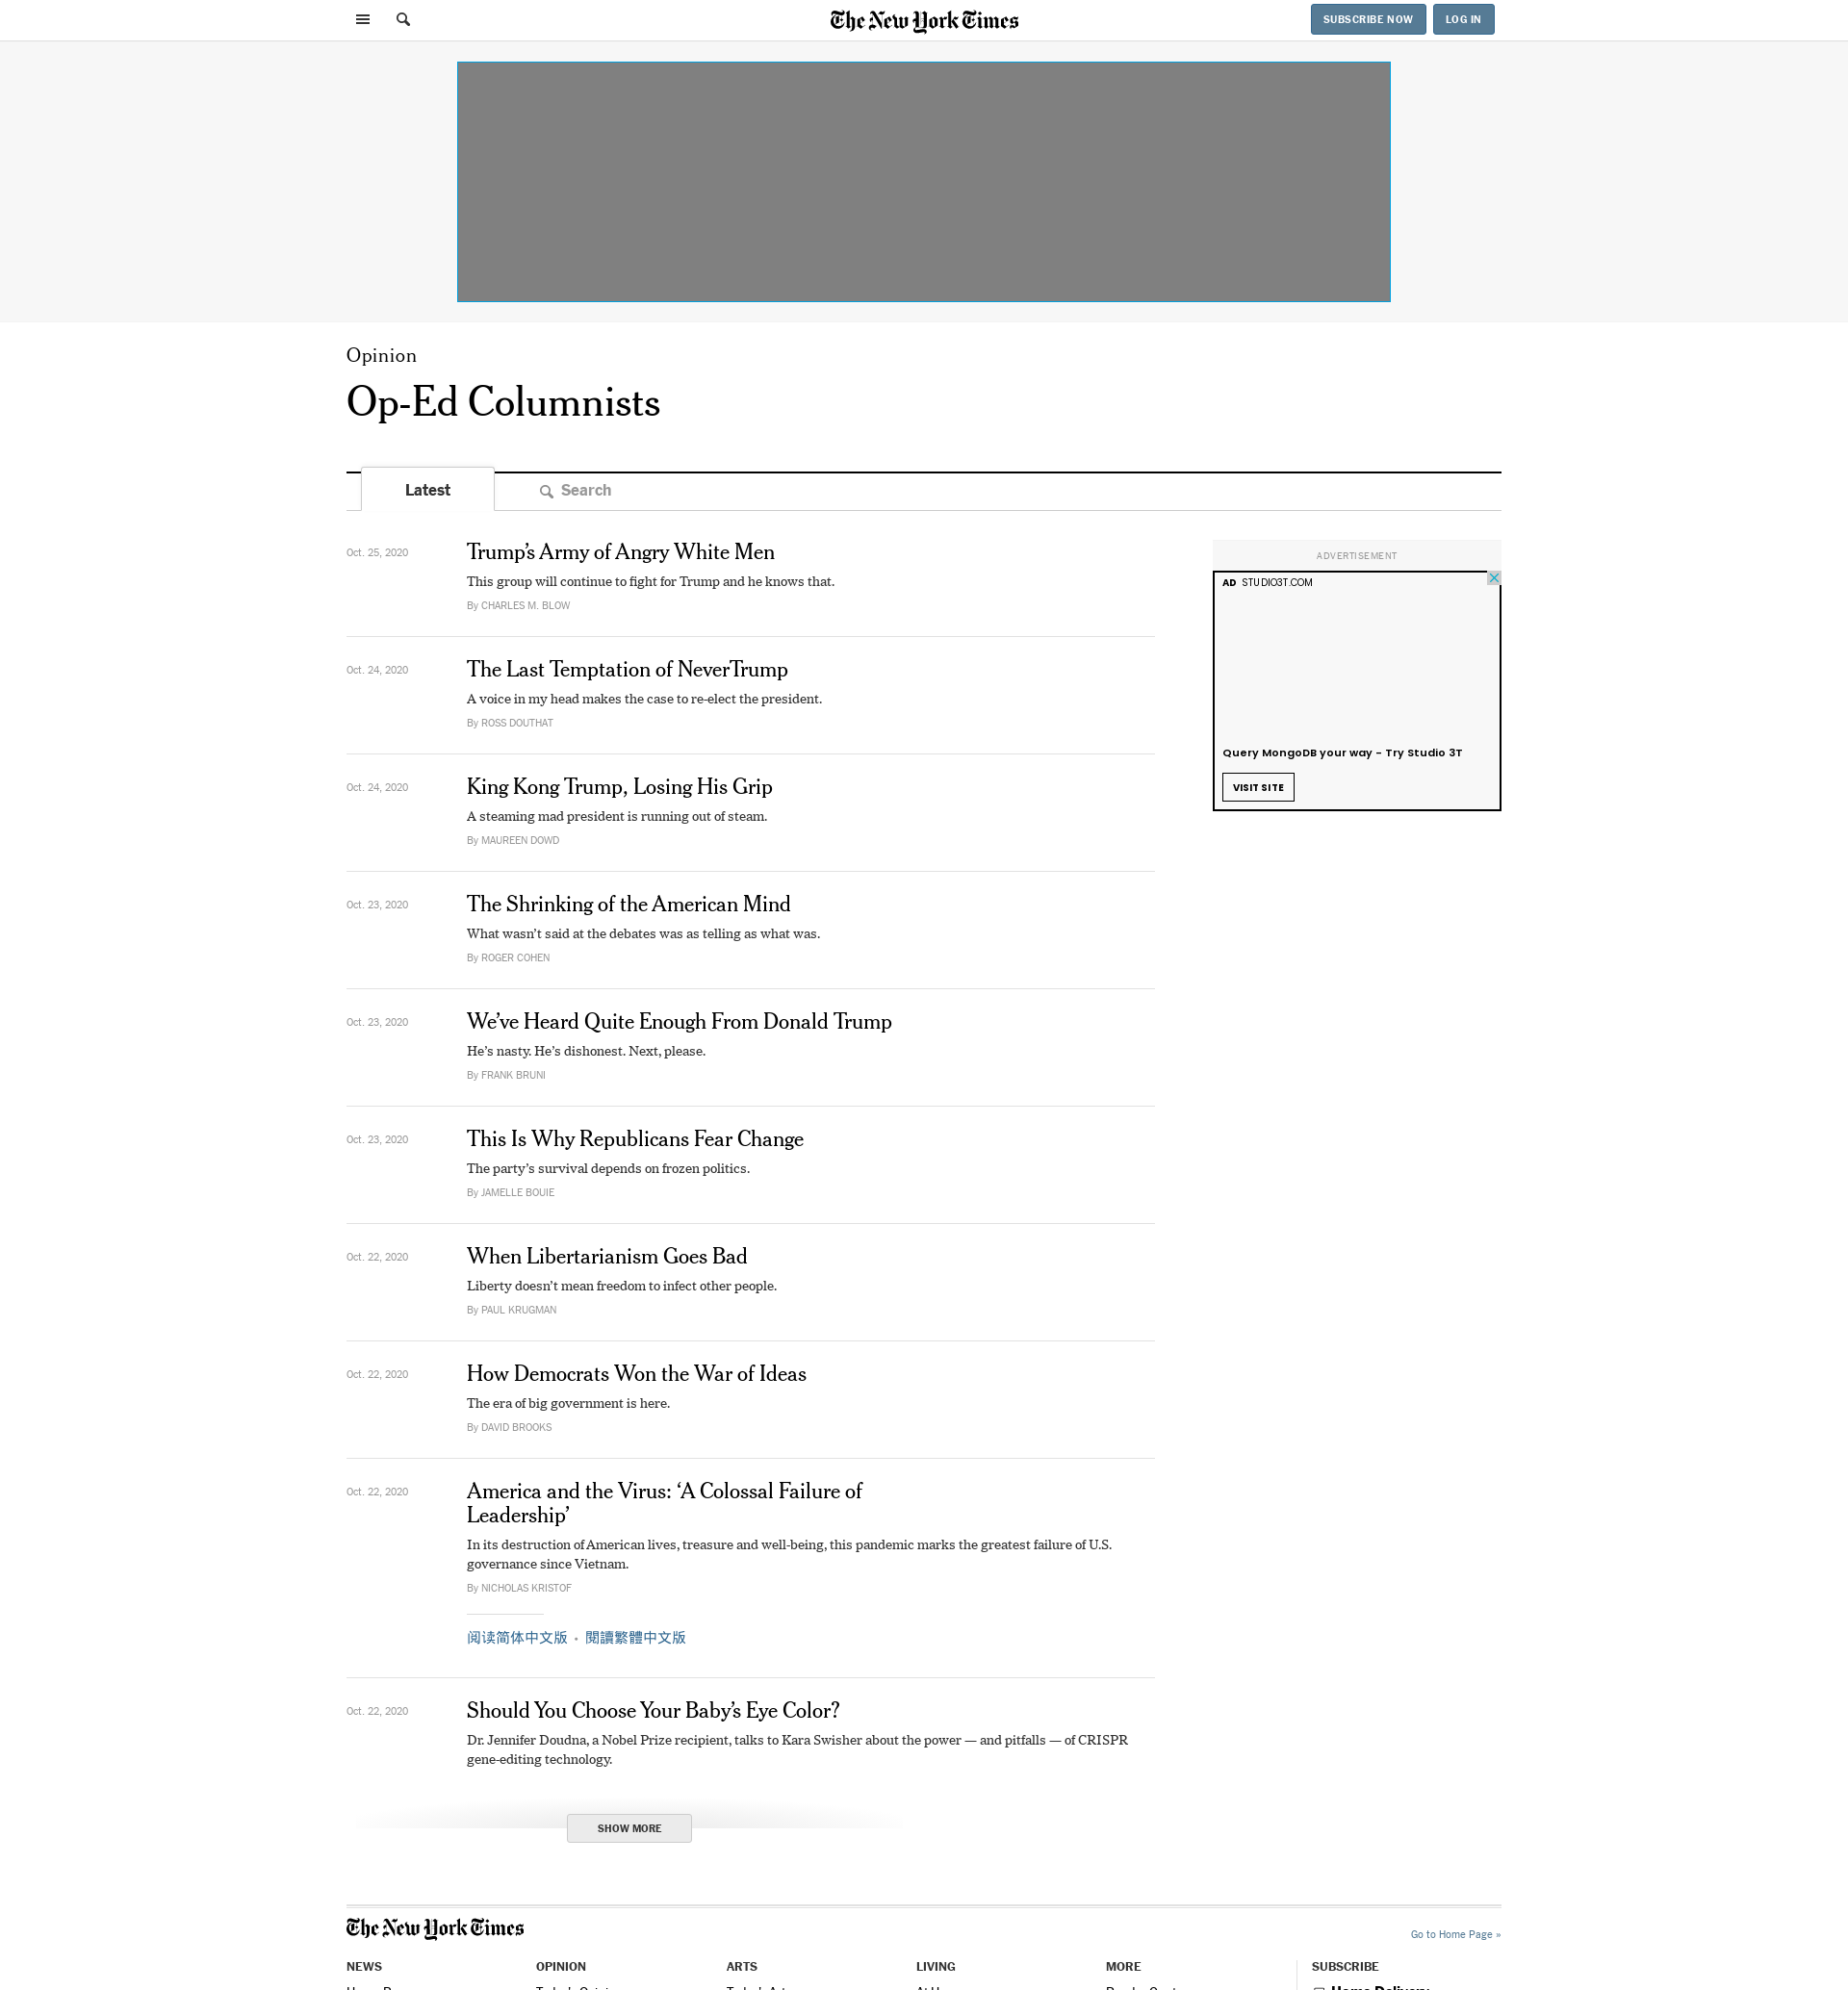 The New York Times
SUBSCRIBE NOW
LOG IN
Opinion
Op-Ed Columnists
Latest
Search
Oct. 25, 2020
Trump’s Army of Angry White Men
This group will continue to fight for Trump and he knows that.
By CHARLES M. BLOW
Oct. 24, 2020
The Last Temptation of NeverTrump
A voice in my head makes the case to re-elect the president.
By ROSS DOUTHAT
Oct. 24, 2020
King Kong Trump, Losing His Grip
A steaming mad president is running out of steam.
By MAUREEN DOWD
Oct. 23, 2020
The Shrinking of the American Mind
What wasn’t said at the debates was as telling as what was.
By ROGER COHEN
Oct. 23, 2020
We’ve Heard Quite Enough From Donald Trump
He’s nasty. He’s dishonest. Next, please.
By FRANK BRUNI
Oct. 23, 2020
This Is Why Republicans Fear Change
The party’s survival depends on frozen politics.
By JAMELLE BOUIE
Oct. 22, 2020
When Libertarianism Goes Bad
Liberty doesn’t mean freedom to infect other people.
By PAUL KRUGMAN
Oct. 22, 2020
How Democrats Won the War of Ideas
The era of big government is here.
By DAVID BROOKS
Oct. 22, 2020
America and the Virus: ‘A Colossal Failure of
Leadership’
In its destruction of American lives, treasure and well-being, this pandemic marks the greatest failure of U.S.
governance since Vietnam.
By NICHOLAS KRISTOF
阅读简体中文版 • 閱讀繁體中文版
Oct. 22, 2020
Should You Choose Your Baby’s Eye Color?
Dr. Jennifer Doudna, a Nobel Prize recipient, talks to Kara Swisher about the power — and pitfalls — of CRISPR
gene-editing technology.
SHOW MORE
ADVERTISEMENT
AD STUDIO3T.COM
Query MongoDB your way - Try Studio 3T
VISIT SITE
The New York Times
Go to Home Page »
NEWS
OPINION
ARTS
LIVING
MORE
SUBSCRIBE
Home Delivery